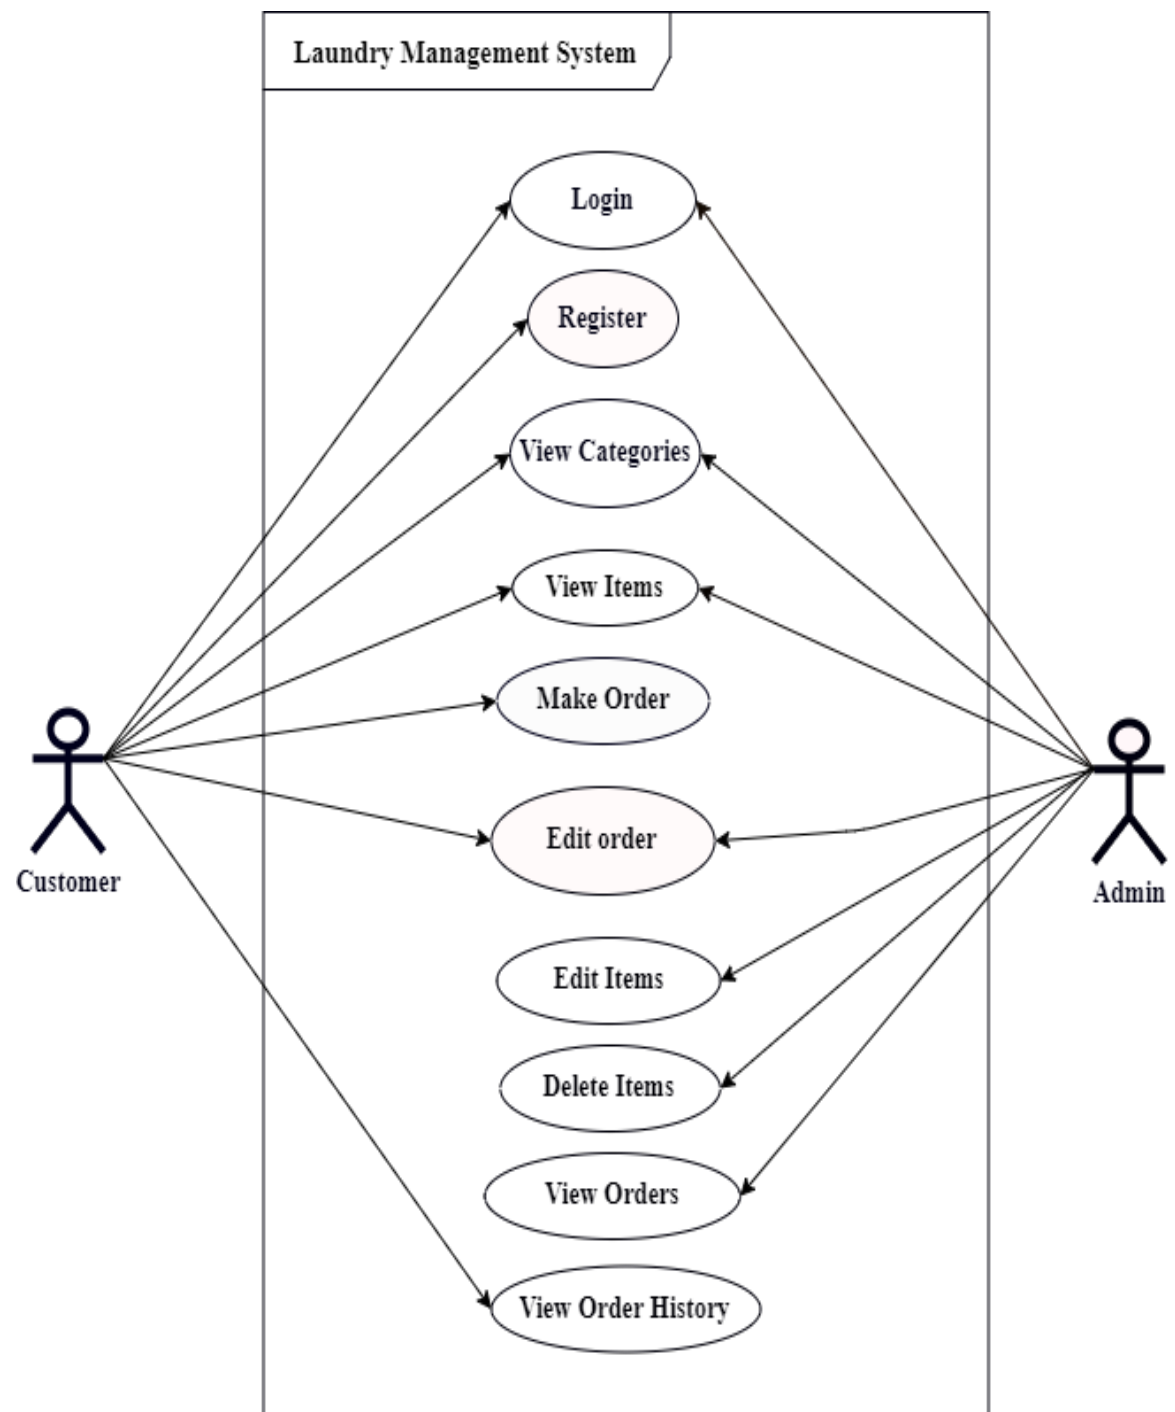 Laundry Management System
Login
Register
View Categories
View Items
Make Order
Edit order
Customer
Admin
Edit Items
Delete Items
View Orders
View Order History